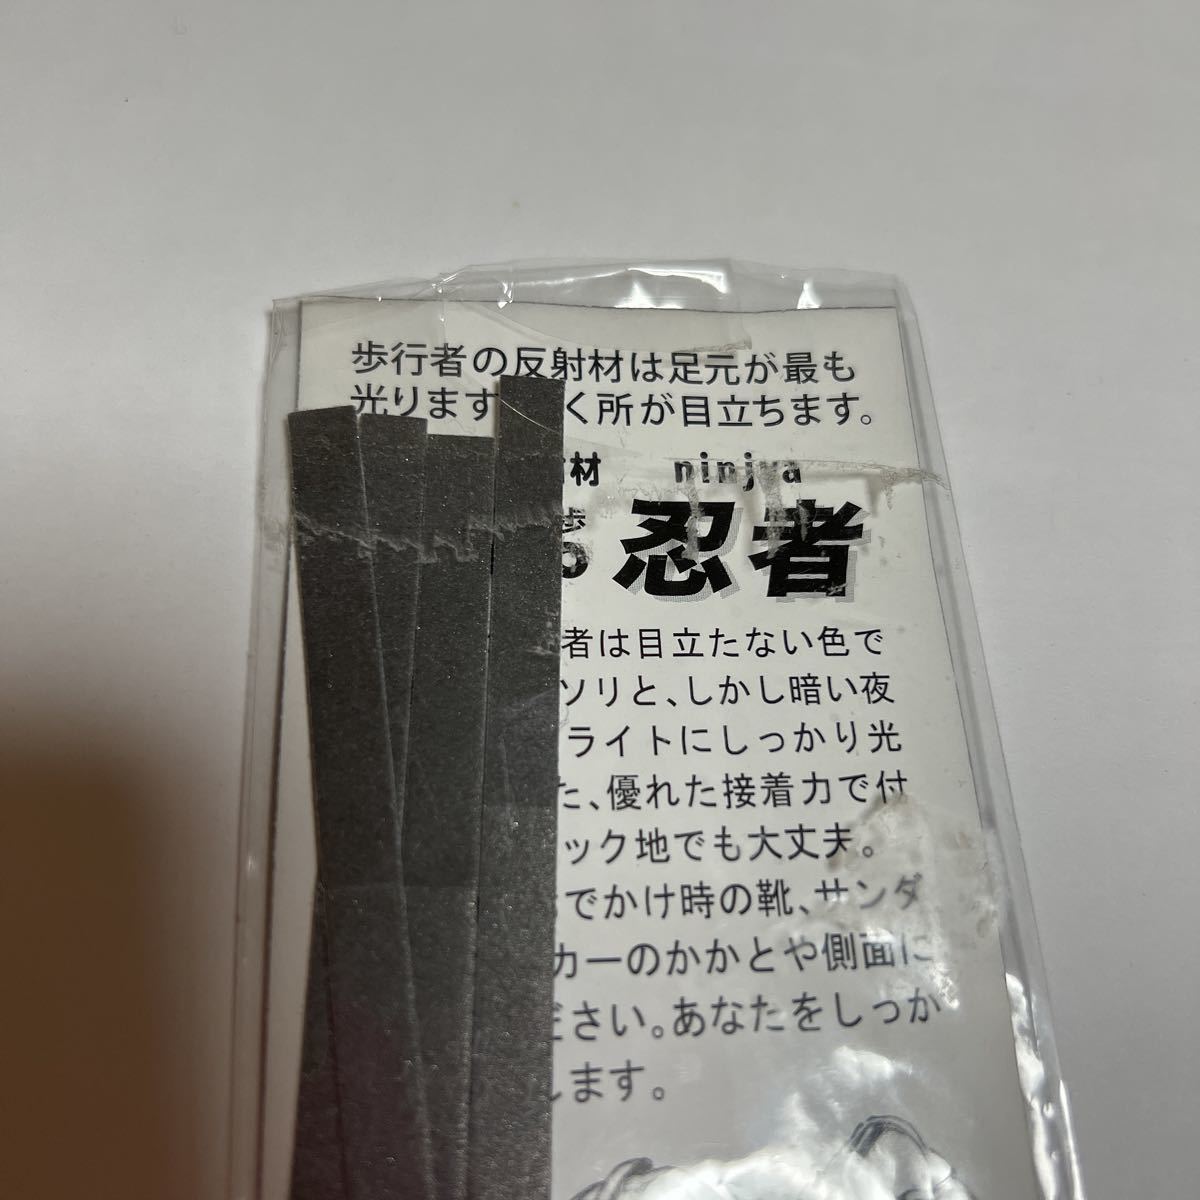 歩行者の反射材は足元が最も
光ります く所が目立ちます。
材 ninjya
歩
忍者
者は目立たない色で
ソリと、しかし暗い夜
ライトにしっかり光
た、優れた接着力で付
ック地でも大丈夫。
でかけ時の靴、サンダ
カーのかかとや側面に
ださい。あなたをしっか
します。